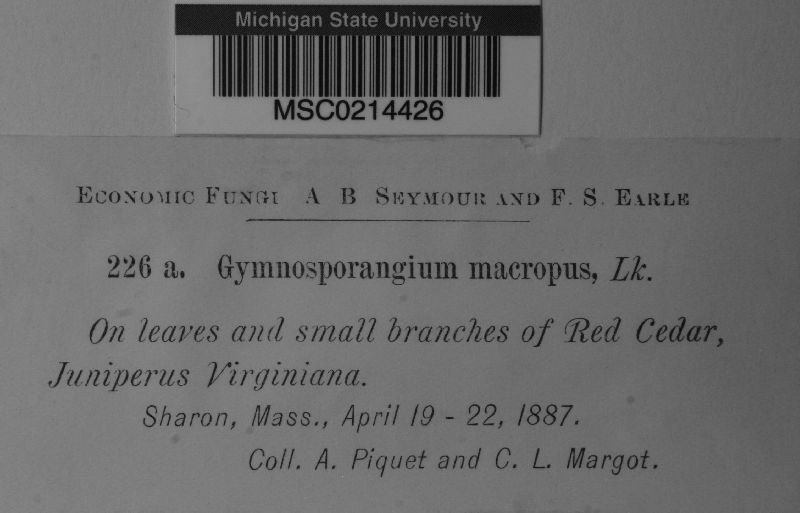 Michigan State University
MSC0214426
Economic Fungi A B Seymour and F. S. Earle
226 a. Gymnosporangium macropus, Lk.
On leaves and small branches of Red Cedar,
Juniperus Virginiana.
Sharon, Mass., April 19 - 22, 1887.
Coll. A. Piquet and C. L. Margot.